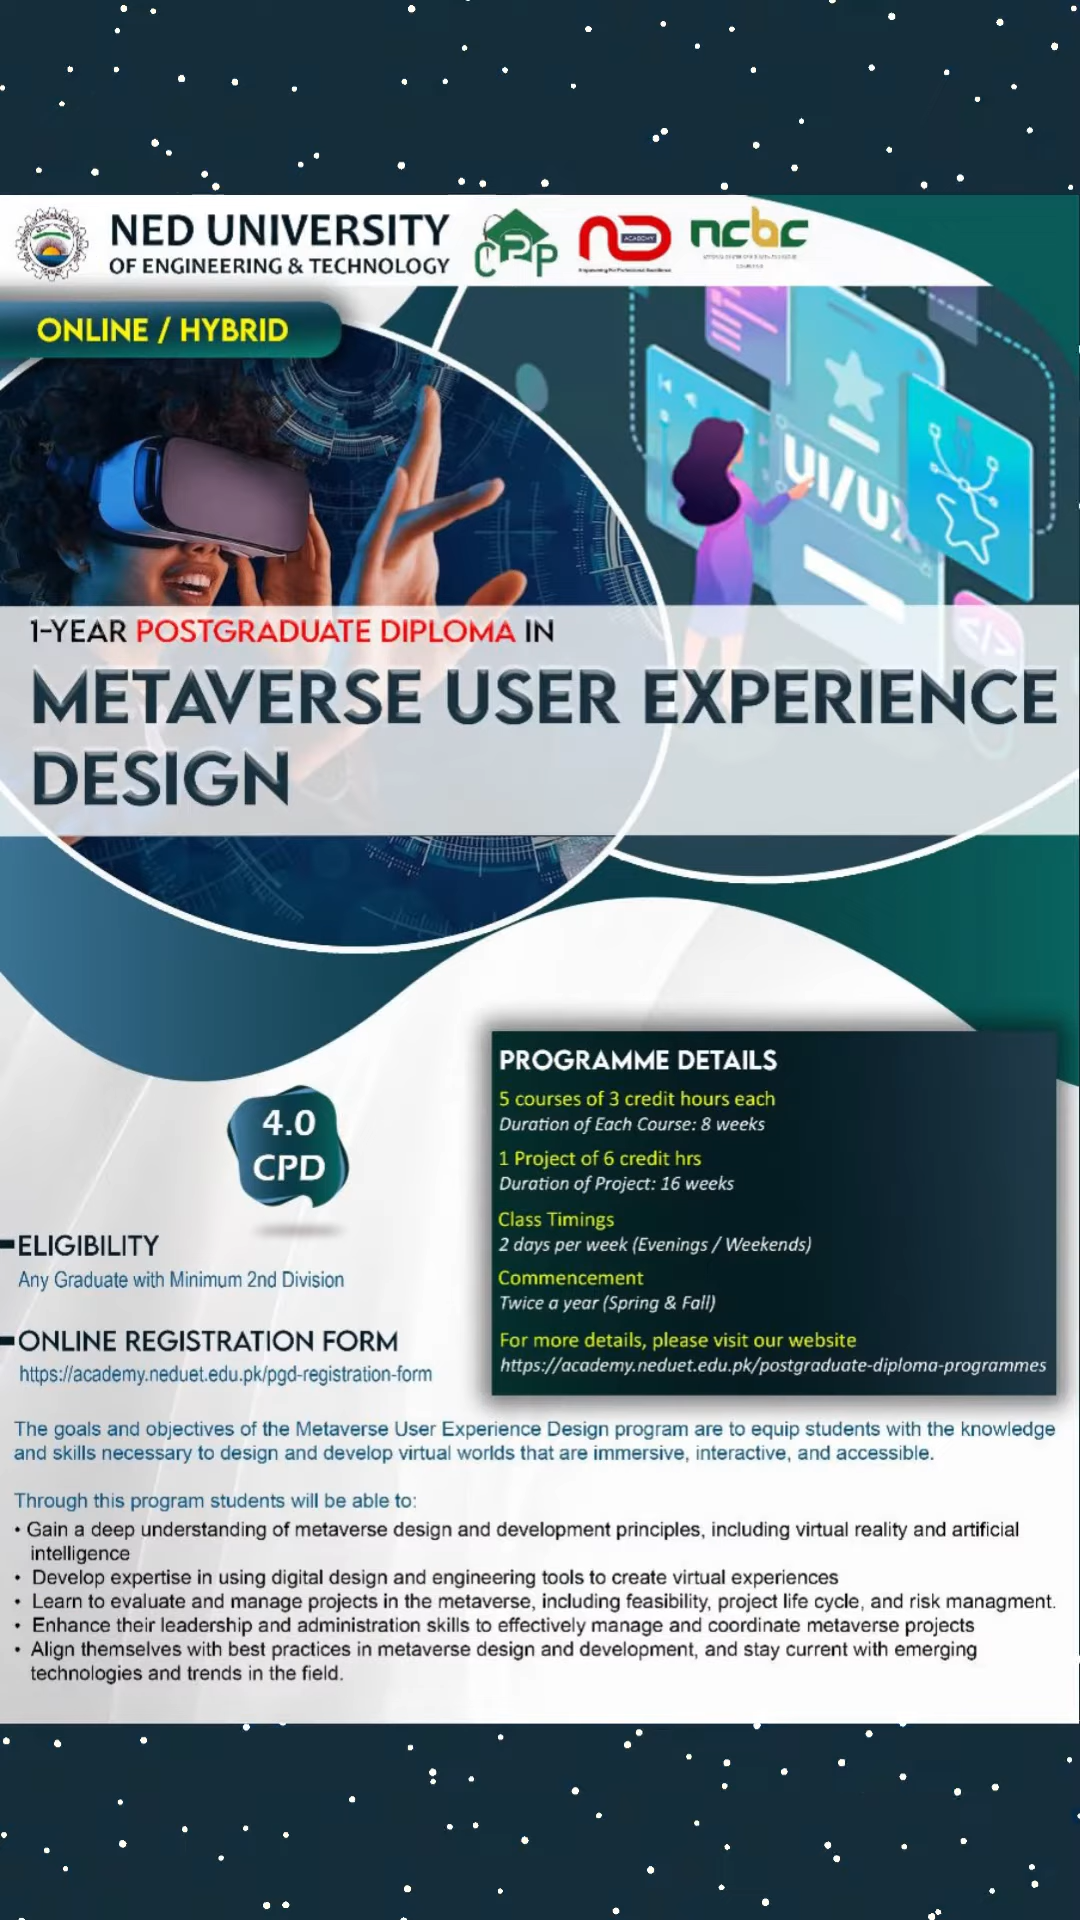 NED UNIVERSITY
OF ENGINEERING & TECHNOLOGY
CPP
ACADEMY
ncbc
ONLINE / HYBRID
UI/UX
</>
1-YEAR POSTGRADUATE DIPLOMA IN
METAVERSE USER EXPERIENCE
DESIGN
4.0
CPD
ELIGIBILITY
Any Graduate with Minimum 2nd Division
ONLINE REGISTRATION FORM
https://academy.neduet.edu.pk/pgd-registration-form
PROGRAMME DETAILS
5 courses of 3 credit hours each
Duration of Each Course: 8 weeks
1 Project of 6 credit hrs
Duration of Project: 16 weeks
Class Timings
2 days per week (Evenings / Weekends)
Commencement
Twice a year (Spring & Fall)
For more details, please visit our website
https://academy.neduet.edu.pk/postgraduate-diploma-programmes
The goals and objectives of the Metaverse User Experience Design program are to equip students with the knowledge
and skills necessary to design and develop virtual worlds that are immersive, interactive, and accessible.
Through this program students will be able to:
• Gain a deep understanding of metaverse design and development principles, including virtual reality and artificial
intelligence
• Develop expertise in using digital design and engineering tools to create virtual experiences
• Learn to evaluate and manage projects in the metaverse, including feasibility, project life cycle, and risk managment.
• Enhance their leadership and administration skills to effectively manage and coordinate metaverse projects
• Align themselves with best practices in metaverse design and development, and stay current with emerging
technologies and trends in the field.